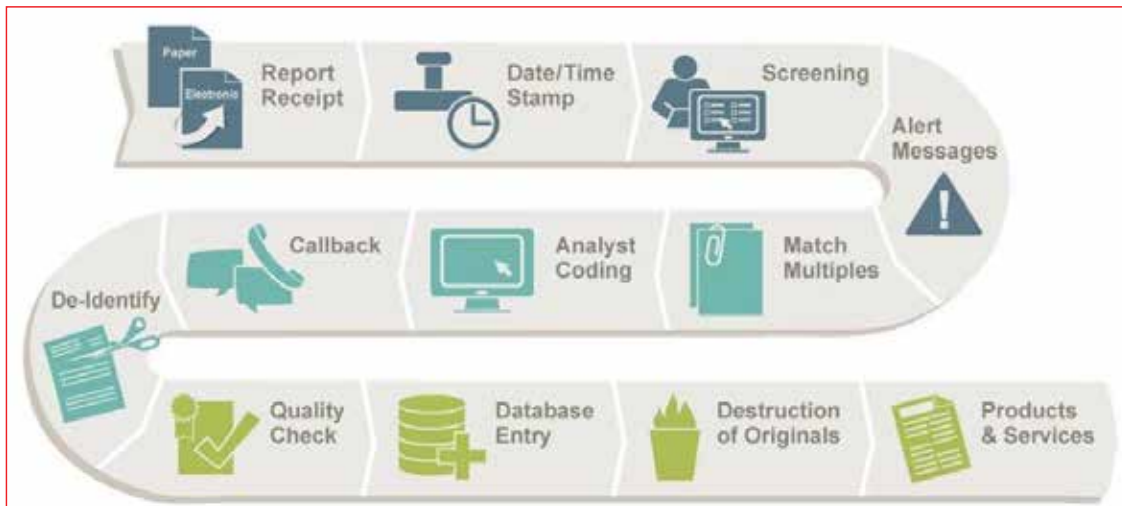 Paper
Electronic
Report
Receipt
Date/Time
Stamp
Screening
Alert
Messages
Match
Multiples
Analyst
Coding
Callback
De-Identify
Quality
Check
Database
Entry
Destruction
of Originals
Products
& Services